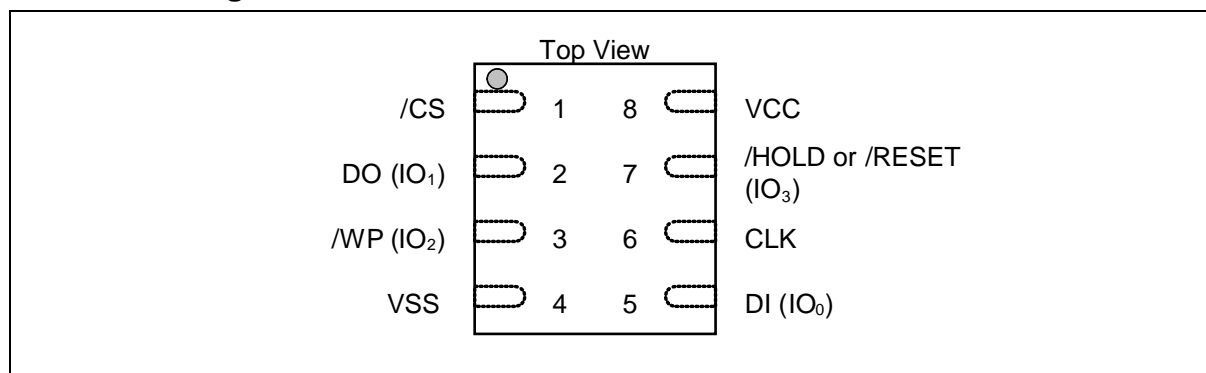 Top View
/CS 1 8 VCC
DO (IO₁) 2 7 /HOLD or /RESET
(IO₃)
/WP (IO₂) 3 6 CLK
VSS 4 5 DI (IO₀)